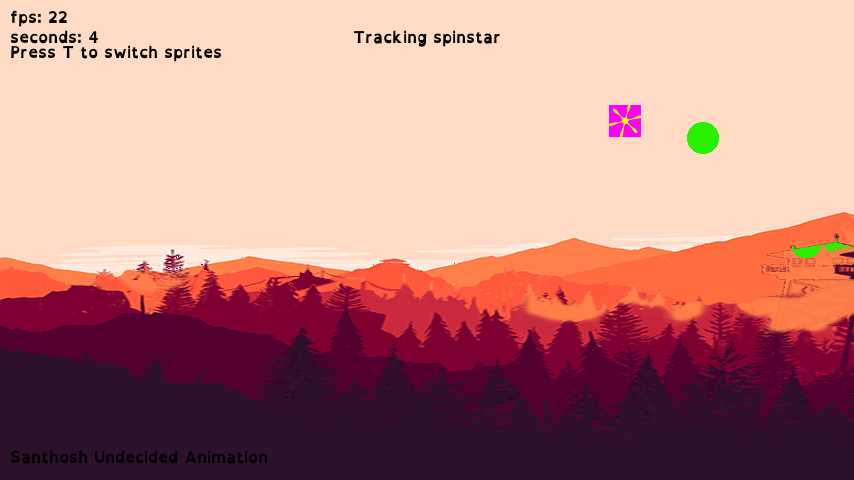 fps: 22
seconds: 4
Press T to switch sprites
Tracking spinstar
Santhosh Undecided Animation